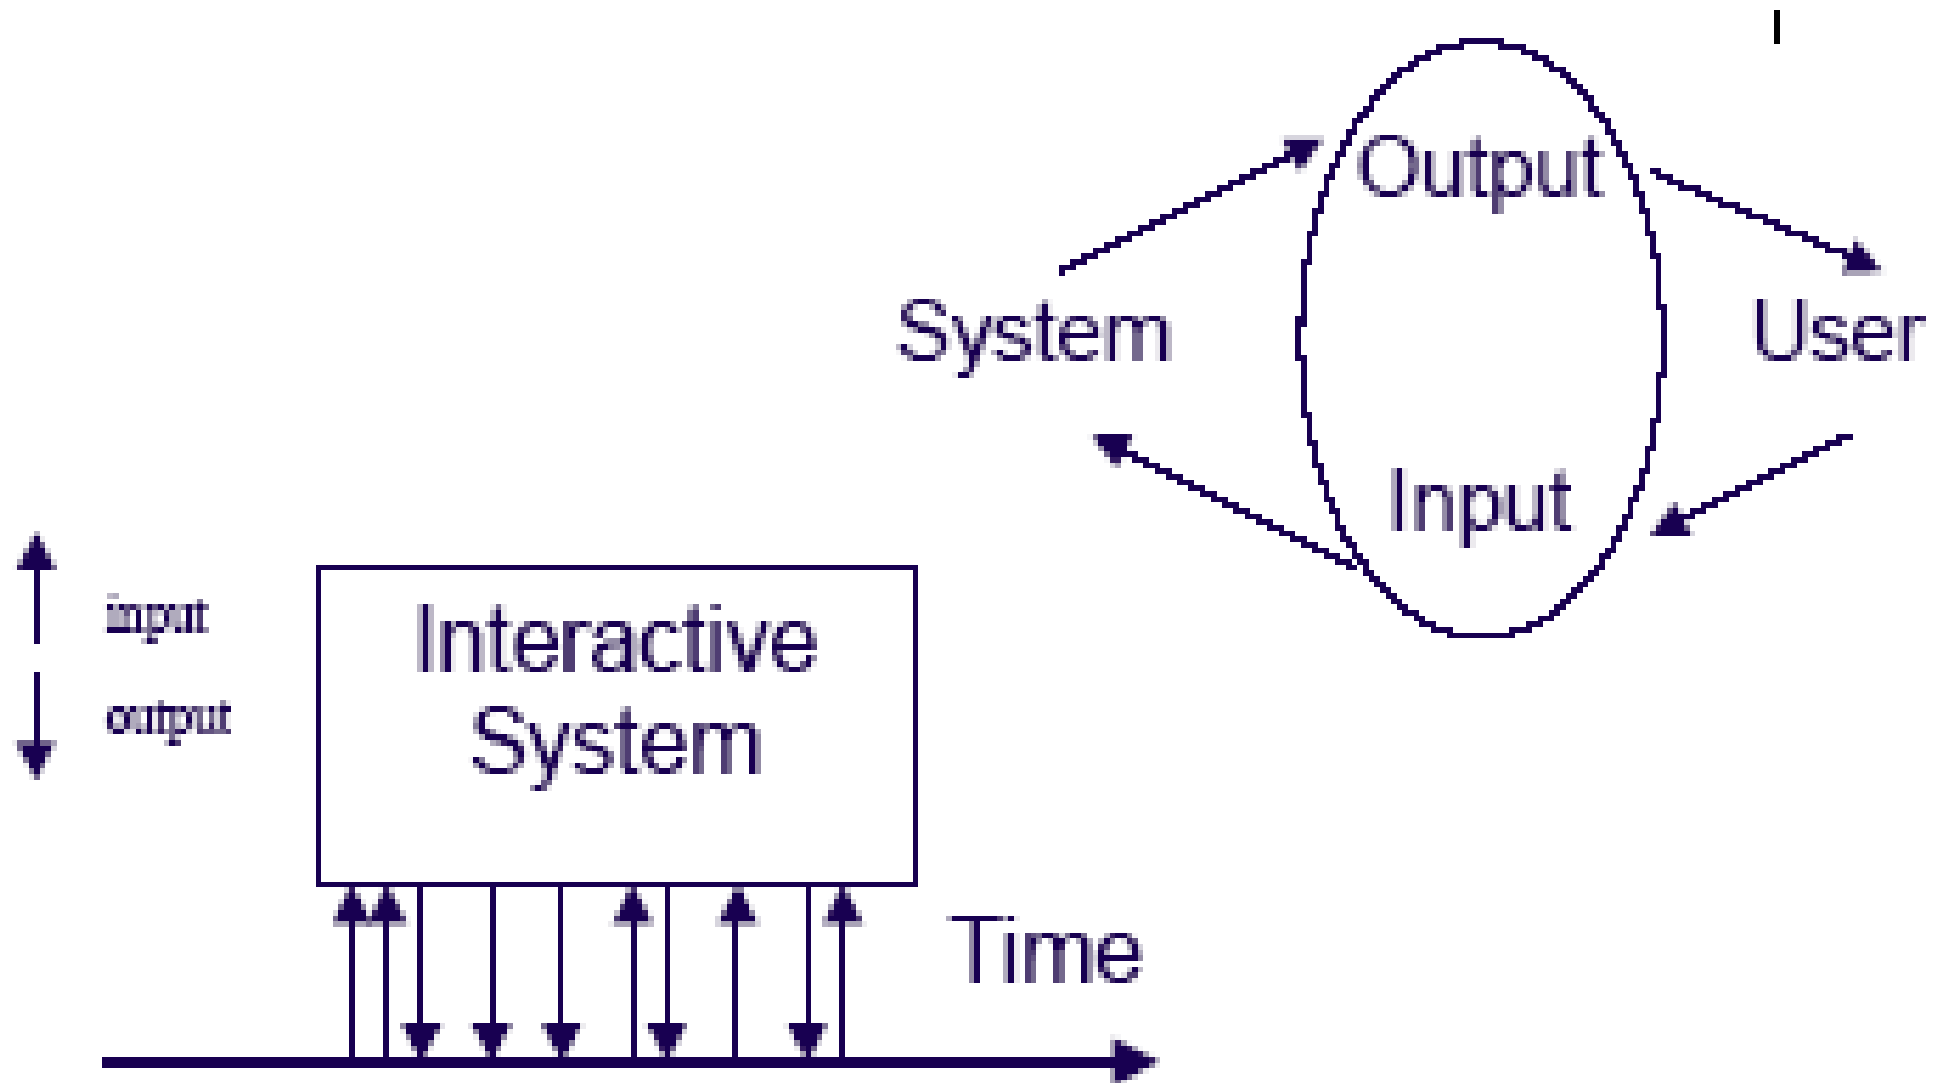 Output
System
User
Input
input
output
Interactive
System
Time